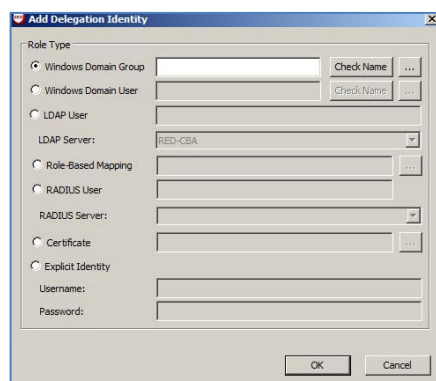 Add Delegation Identity
Role Type
Windows Domain Group Check Name ...
Windows Domain User Check Name ...
LDAP User
LDAP Server: RED-CBA
Role-Based Mapping ...
RADIUS User
RADIUS Server:
Certificate ...
Explicit Identity
Username:
Password:
OK Cancel